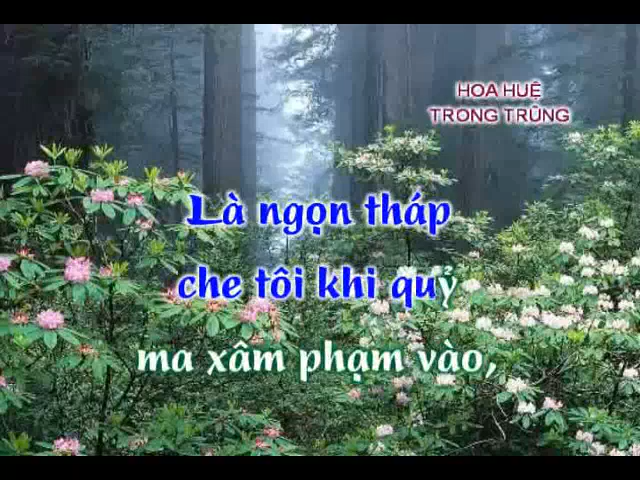 HOA HUỆ
TRONG TRŨNG
Là ngọn tháp
che tôi khi quỷ
ma xâm phạm vào,